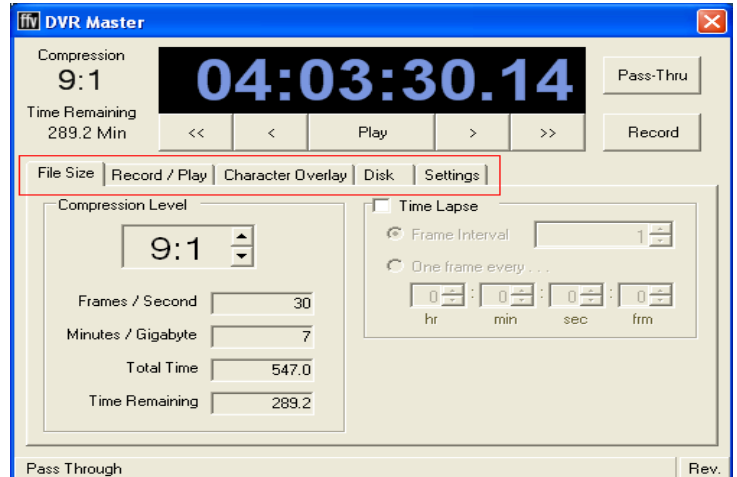 ffv DVR Master
Compression
9:1
04:03:30.14
Pass-Thru
Time Remaining
289.2 Min
<< < Play > >>
Record
File Size Record / Play Character Overlay Disk Settings
Compression Level
9:1
Frames / Second 30
Minutes / Gigabyte 7
Total Time 547.0
Time Remaining 289.2
Time Lapse
Frame Interval 1
One frame every . . .
0 : 0 : 0 : 0
hr min sec frm
Pass Through Rev.